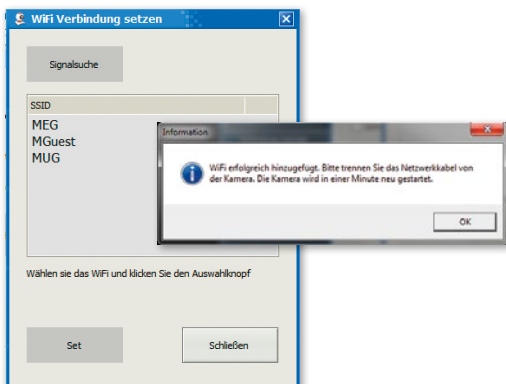 WiFi Verbindung setzen
Signalsuche
SSID
MEG
MGuest
MUG
Information
WiFi erfolgreich hinzugefügt. Bitte trennen Sie das Netzwerkkabel von
der Kamera. Die Kamera wird in einer Minute neu gestartet.
OK
Wählen sie das WiFi und klicken Sie den Auswahlknopf
Set
Schließen